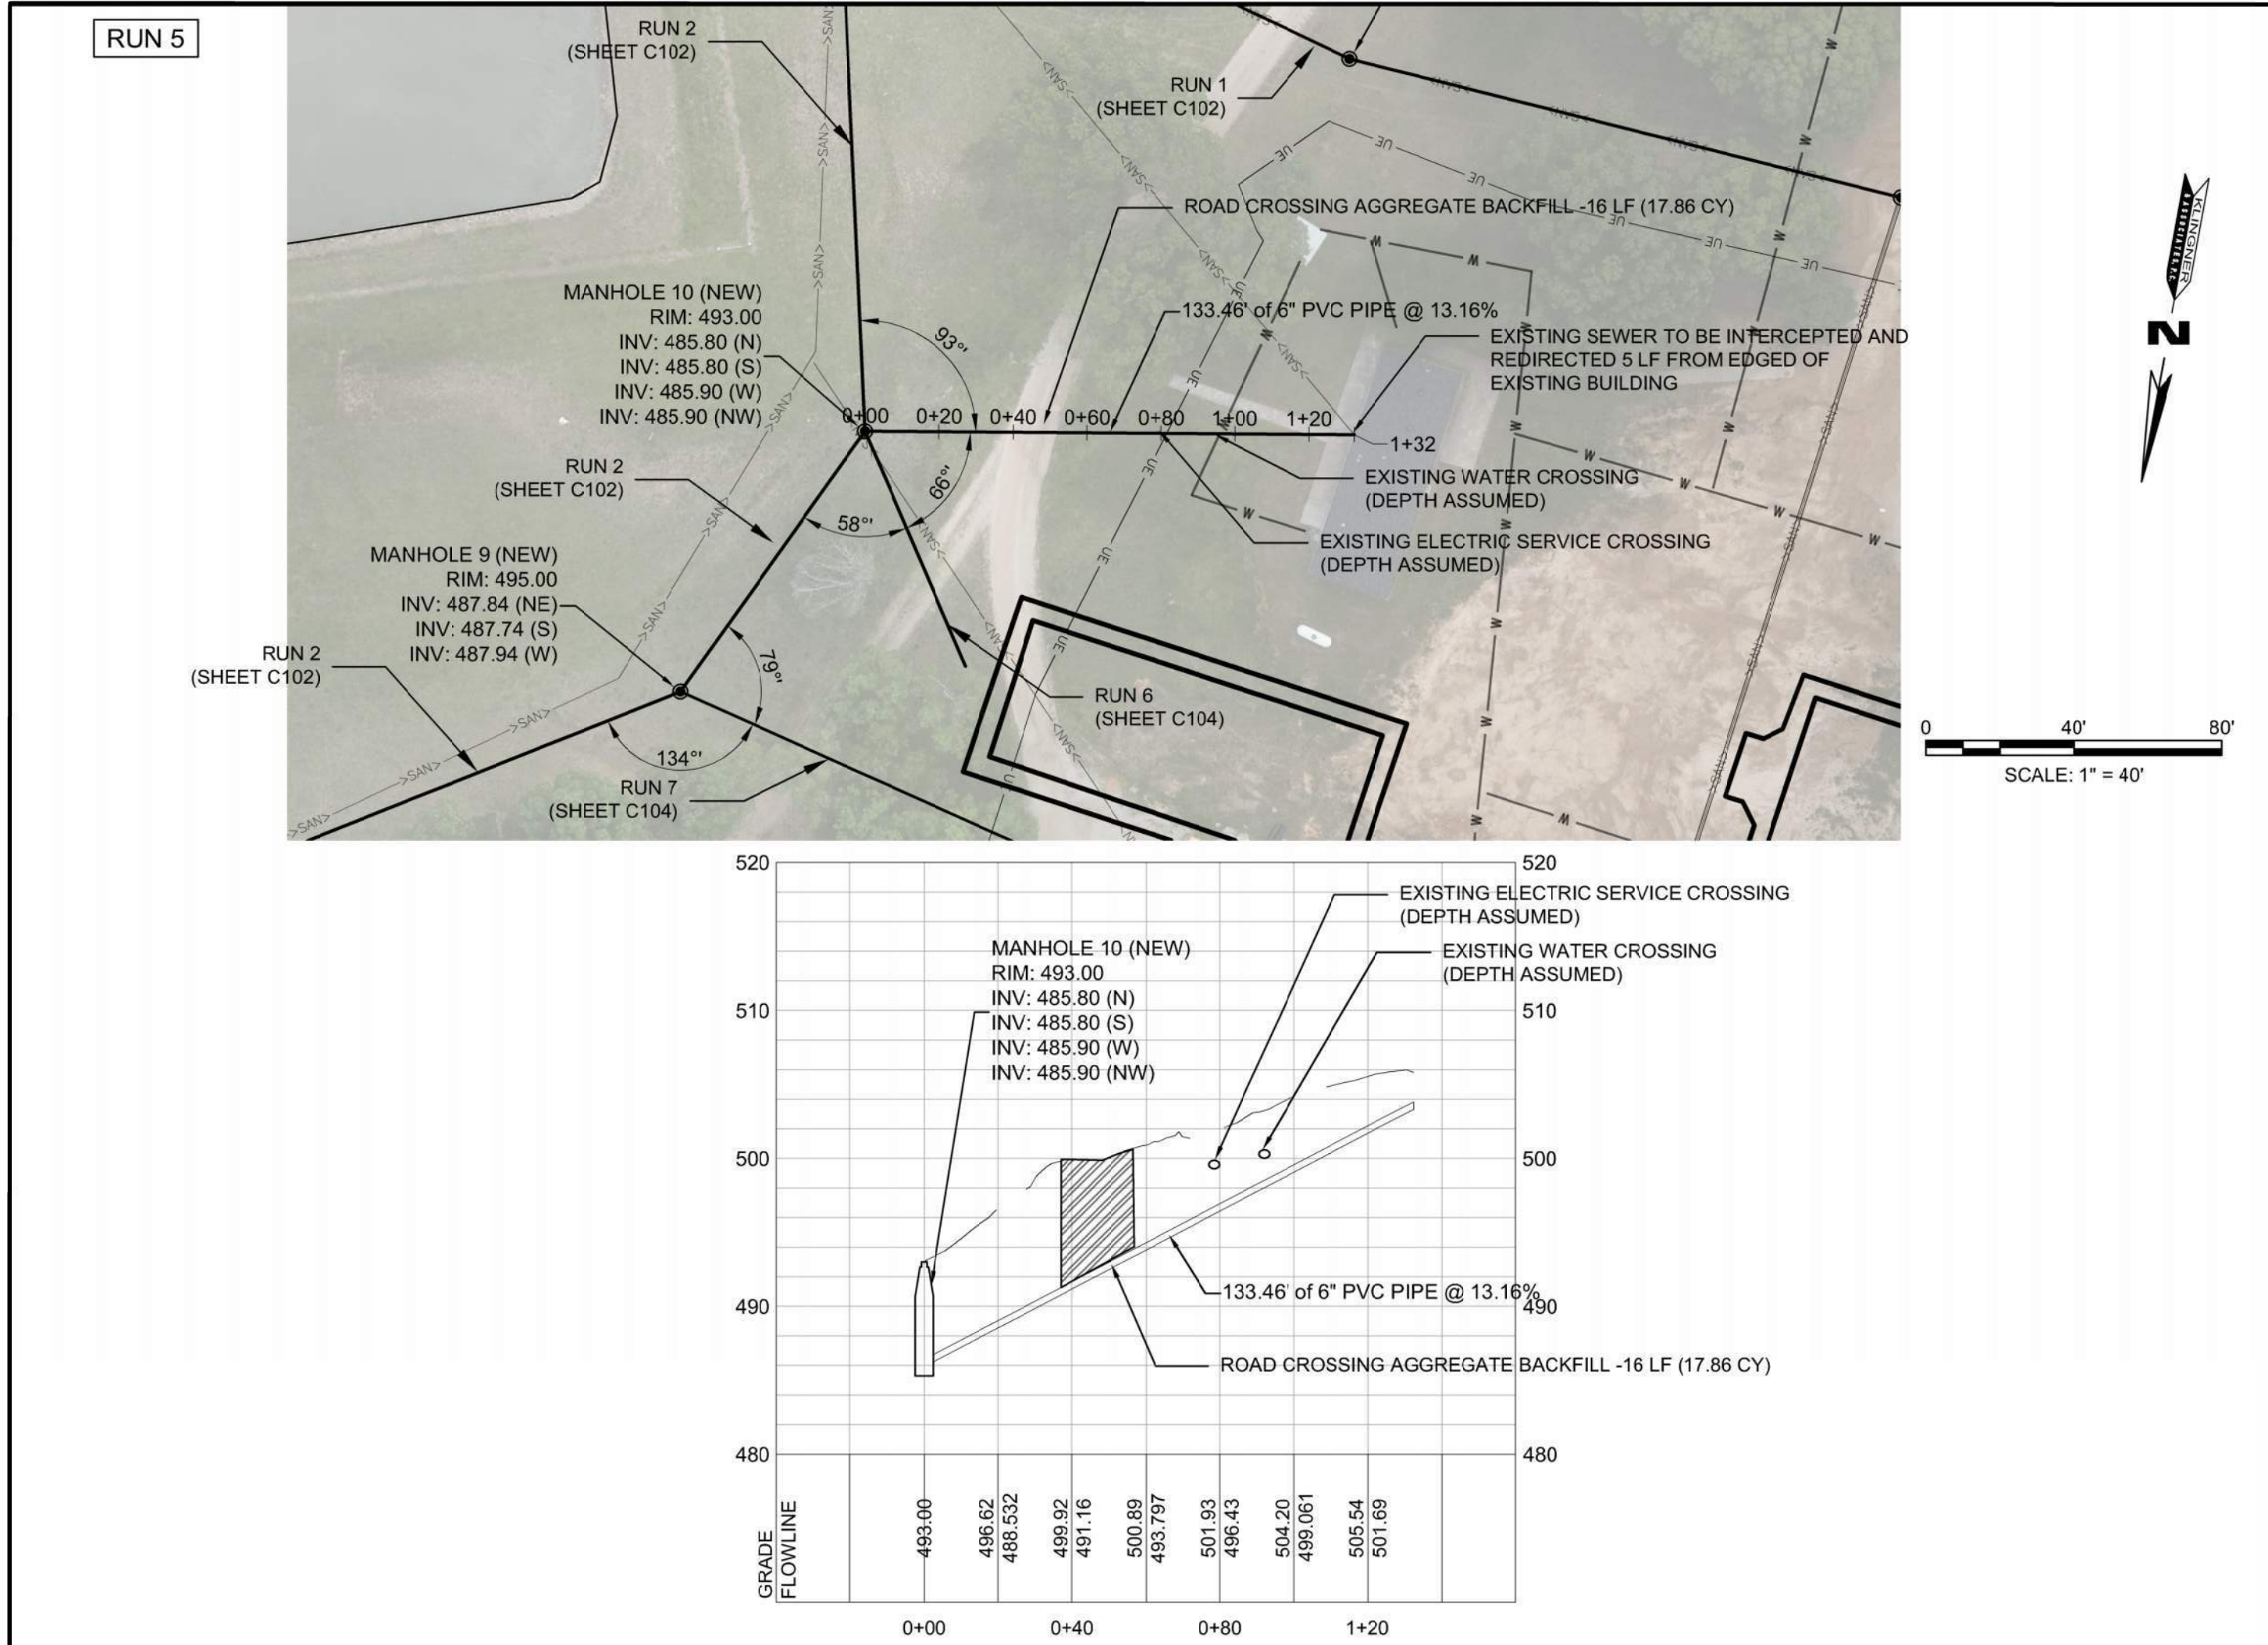 RUN 5
RUN 2
(SHEET C102)
RUN 1
(SHEET C102)
ROAD CROSSING AGGREGATE BACKFILL -16 LF (17.86 CY)
MANHOLE 10 (NEW)
RIM: 493.00
INV: 485.80 (N)
INV: 485.80 (S)
INV: 485.90 (W)
INV: 485.90 (NW)
93°'
133.46' of 6" PVC PIPE @ 13.16%
EXISTING SEWER TO BE INTERCEPTED AND
REDIRECTED 5 LF FROM EDGED OF
EXISTING BUILDING
0+00 0+20 0+40 0+60 0+80 1+00 1+20
1+32
66°'
58°'
EXISTING WATER CROSSING
(DEPTH ASSUMED)
EXISTING ELECTRIC SERVICE CROSSING
(DEPTH ASSUMED)
RUN 2
(SHEET C102)
MANHOLE 9 (NEW)
RIM: 495.00
INV: 487.84 (NE)
INV: 487.74 (S)
INV: 487.94 (W)
RUN 2
(SHEET C102)
79°'
134°'
RUN 6
(SHEET C104)
RUN 7
(SHEET C104)
>SAN>
UE
W
KLINGNER
& ASSOCIATES, P.C.
N
0 40' 80'
SCALE: 1" = 40'
520 520
510 510
500 500
490 490
480 480
EXISTING ELECTRIC SERVICE CROSSING
(DEPTH ASSUMED)
EXISTING WATER CROSSING
(DEPTH ASSUMED)
MANHOLE 10 (NEW)
RIM: 493.00
INV: 485.80 (N)
INV: 485.80 (S)
INV: 485.90 (W)
INV: 485.90 (NW)
133.46' of 6" PVC PIPE @ 13.16%
ROAD CROSSING AGGREGATE BACKFILL -16 LF (17.86 CY)
GRADE
FLOWLINE
493.00
496.62
488.532
499.92
491.16
500.89
493.797
501.93
496.43
504.20
499.061
505.54
501.69
0+00 0+40 0+80 1+20